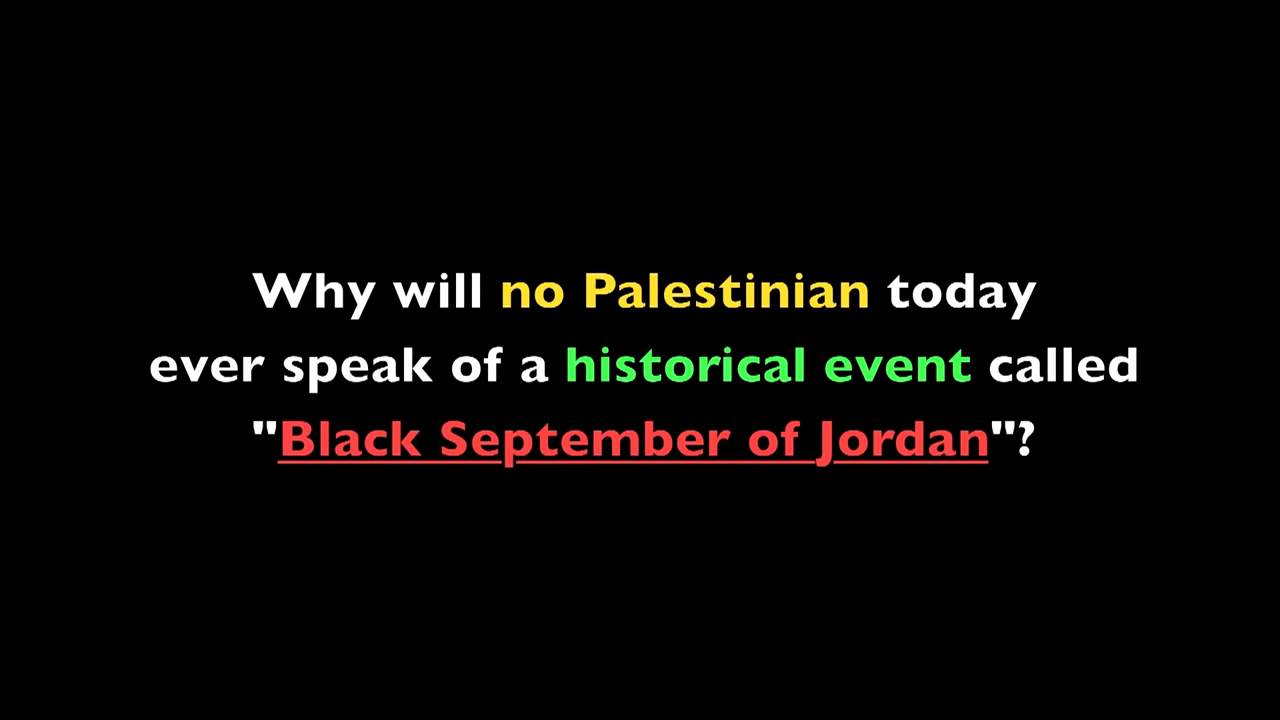 Why will no Palestinian today
ever speak of a historical event called
"Black September of Jordan"?